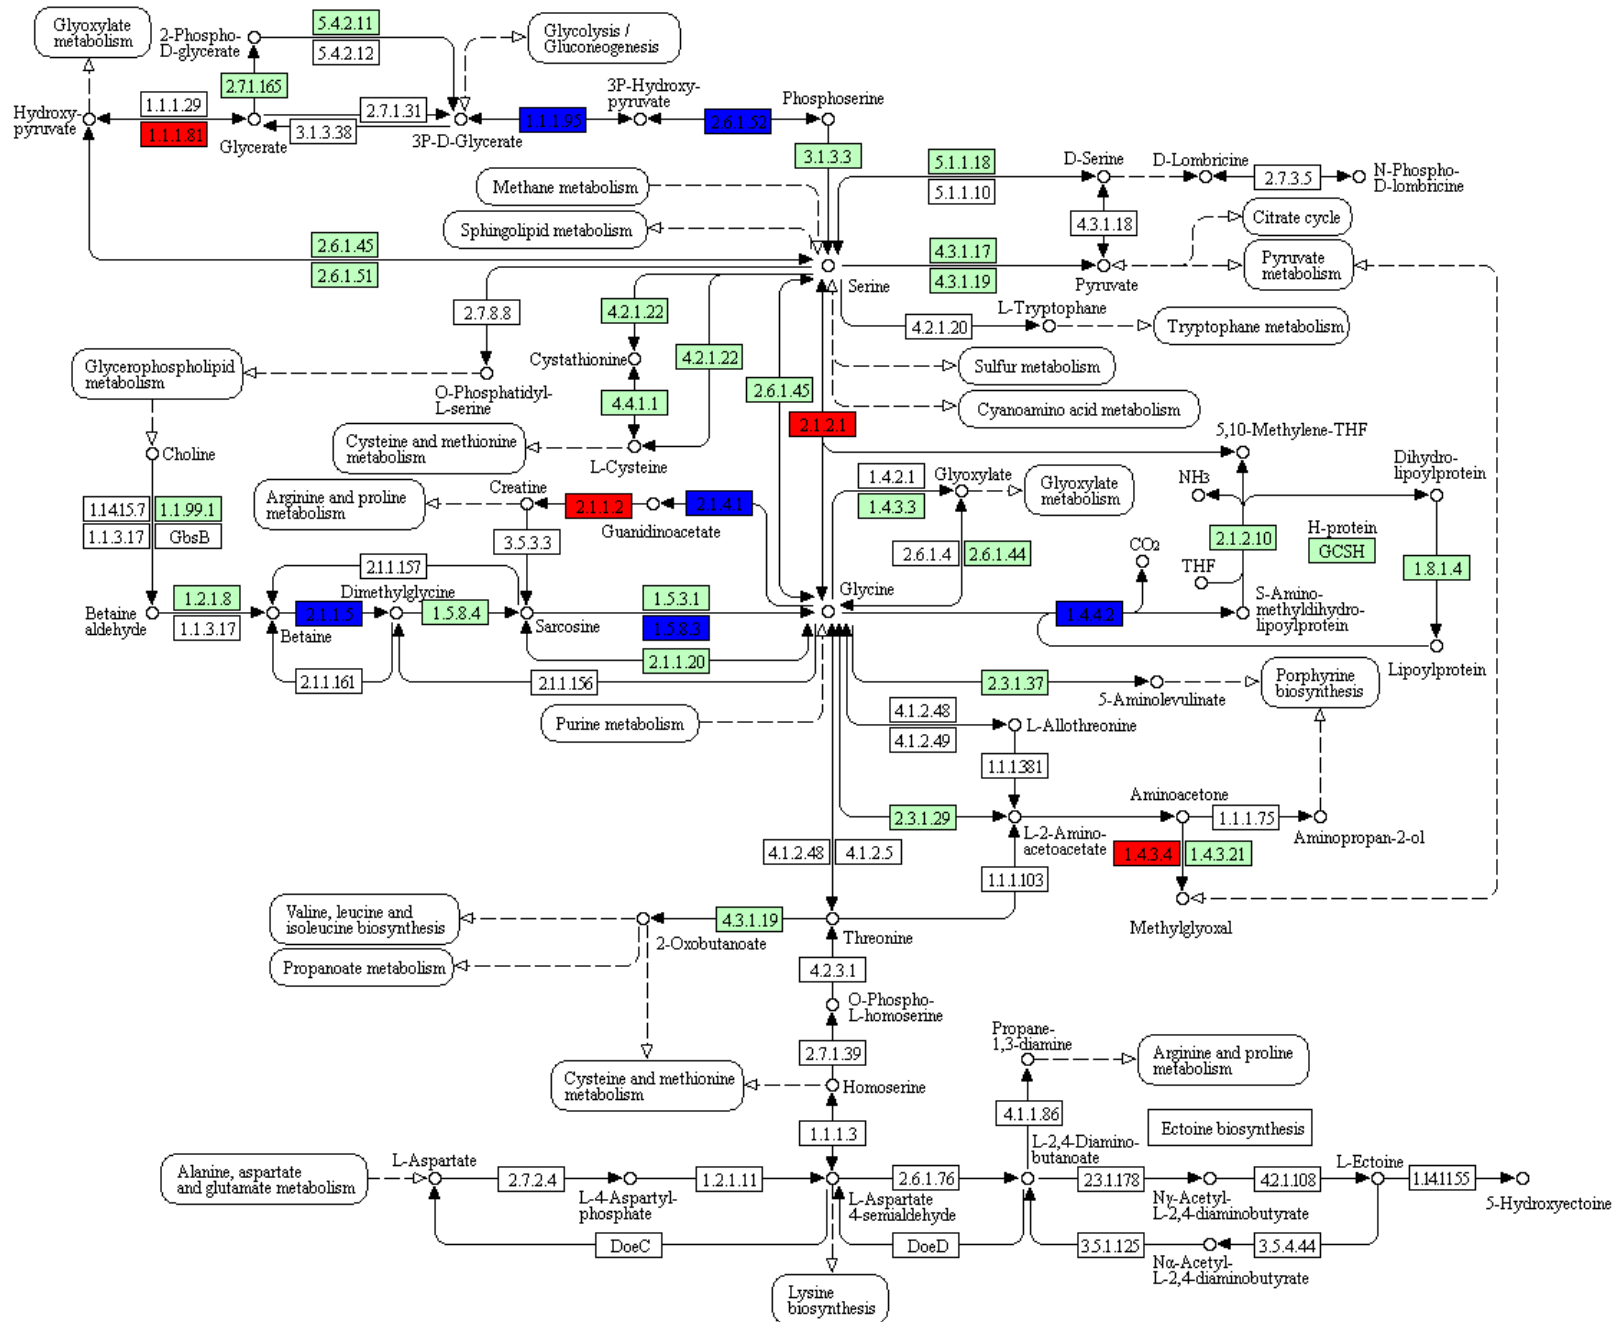 Glyoxylate
metabolism
2-Phospho-
D-glycerate
5.4.2.11
5.4.2.12
Glycolysis /
Gluconeogenesis
2.7.1.165
3P-Hydroxy-
pyruvate
Phosphoserine
Hydroxy-
pyruvate
1.1.1.29
1.1.1.81
Glycerate
2.7.1.31
3.1.3.38
3P-D-Glycerate
1.1.1.95
2.6.1.52
3.1.3.3
Methane metabolism
Sphingolipid metabolism
5.1.1.18
5.1.1.10
D-Serine
D-Lombricine
2.7.3.5
N-Phospho-
D-lombricine
4.3.1.18
Citrate cycle
2.6.1.45
2.6.1.51
4.3.1.17
4.3.1.19
Pyruvate
metabolism
Serine
Pyruvate
2.7.8.8
4.2.1.22
L-Tryptophane
4.2.1.20
Tryptophane metabolism
Cystathionine
4.2.1.22
Sulfur metabolism
Glycerophospholipid
metabolism
O-Phosphatidyl-
L-serine
4.4.1.1
2.6.1.45
Cyanoamino acid metabolism
2.1.2.1
Cysteine and methionine
metabolism
L-Cysteine
5,10-Methylene-THF
Choline
Dihydro-
lipoylprotein
Arginine and proline
metabolism
Creatine
2.1.1.2
Guanidinoacetate
2.1.4.1
1.4.2.1
1.4.3.3
Glyoxylate
Glyoxylate
metabolism
NH3
1.14.15.7
1.1.99.1
1.1.3.17
GbsB
3.5.3.3
2.6.1.4
2.6.1.44
2.1.2.10
H-protein
GCSH
CO2
THF
1.8.1.4
2.1.1.157
Dimethylglycine
Glycine
Betaine
aldehyde
1.2.1.8
1.1.3.17
Betaine
2.1.1.5
1.5.8.4
Sarcosine
1.5.3.1
1.5.8.3
2.1.1.20
1.4.4.2
S-Amino-
methyldihydro-
lipoylprotein
2.1.1.161
2.1.1.156
Lipoylprotein
2.3.1.37
5-Aminolevulinate
Porphyrine
biosynthesis
Purine metabolism
4.1.2.48
4.1.2.49
L-Allothreonine
1.1.1381
Aminoacetone
2.3.1.29
L-2-Amino-
acetoacetate
1.1.1.75
Aminopropan-2-ol
4.1.2.48
4.1.2.5
1.4.3.4
1.4.3.21
1.1.1.103
Methylglyoxal
Valine, leucine and
isoleucine biosynthesis
2-Oxobutanoate
4.3.1.19
Threonine
Propanoate metabolism
4.2.3.1
O-Phospho-
L-homoserine
2.7.1.39
Propane-
1,3-diamine
Arginine and proline
metabolism
Cysteine and methionine
metabolism
Homoserine
4.1.1.86
Ectoine biosynthesis
1.1.1.3
L-2,4-Diamino-
butanoate
Alanine, aspartate
and glutamate metabolism
L-Aspartate
2.7.2.4
L-4-Aspartyl-
phosphate
1.2.1.11
L-Aspartate
4-semialdehyde
2.6.1.76
2.3.1.178
Nγ-Acetyl-
L-2,4-diaminobutyrate
4.2.1.108
L-Ectoine
1.14.11.55
5-Hydroxyectoine
DoeC
DoeD
3.5.1.125
Nα-Acetyl-
L-2,4-diaminobutyrate
3.5.4.44
Lysine
biosynthesis